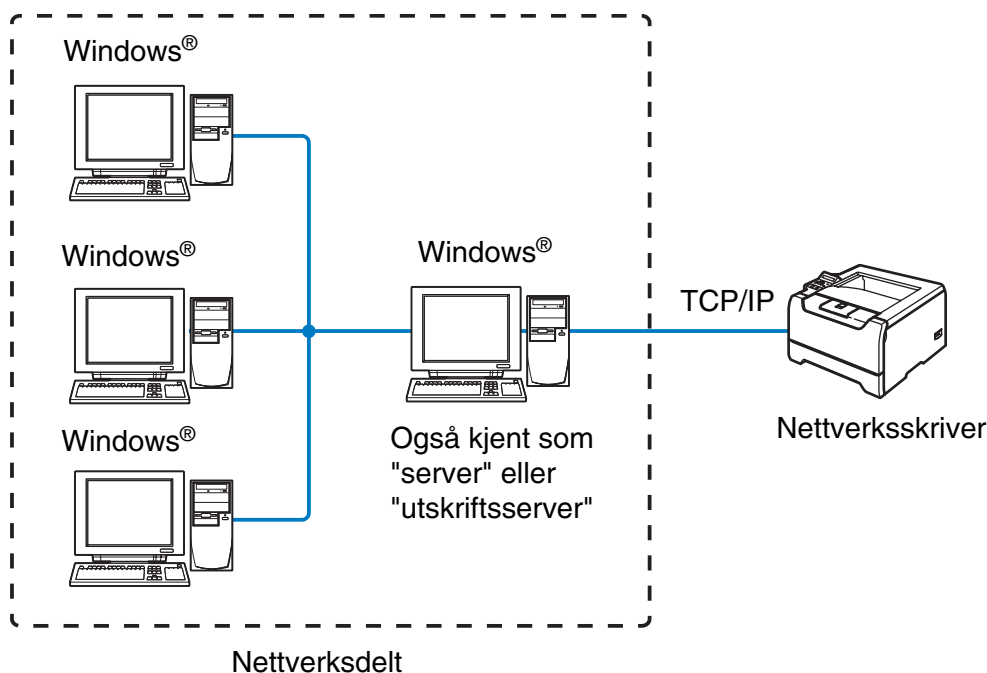 Windows®
Windows®
Windows®
Windows®
Også kjent som
"server" eller
"utskriftsserver"
TCP/IP
Nettverksskriver
Nettverksdelt